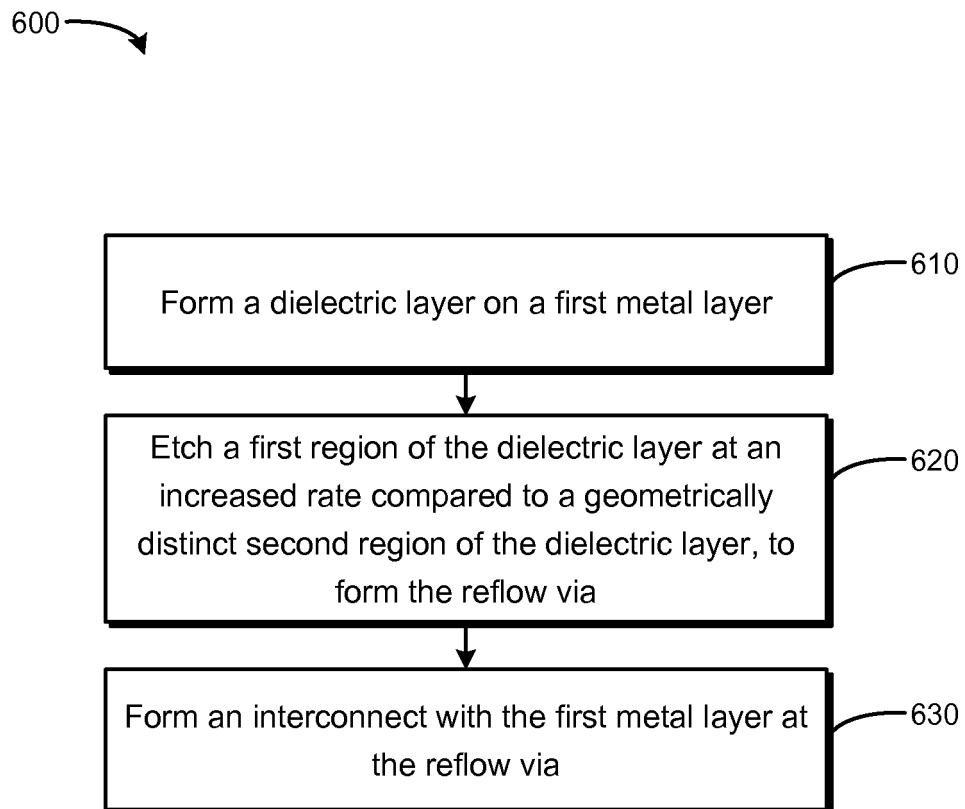 600
610
Form a dielectric layer on a first metal layer
Etch a first region of the dielectric layer at an
increased rate compared to a geometrically
distinct second region of the dielectric layer, to
form the reflow via
620
Form an interconnect with the first metal layer at
the reflow via
630